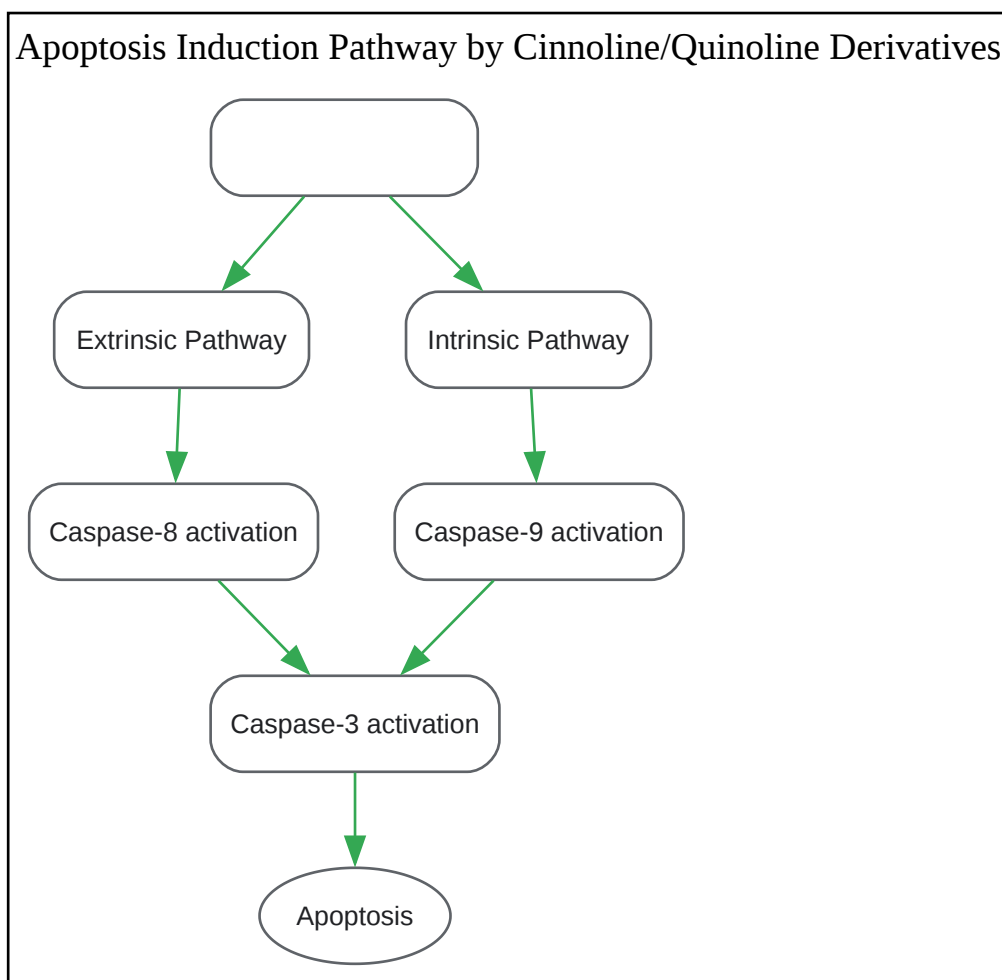 Apoptosis Induction Pathway by Cinnoline/Quinoline Derivatives
Extrinsic Pathway
Intrinsic Pathway
Caspase-8 activation
Caspase-9 activation
Caspase-3 activation
Apoptosis